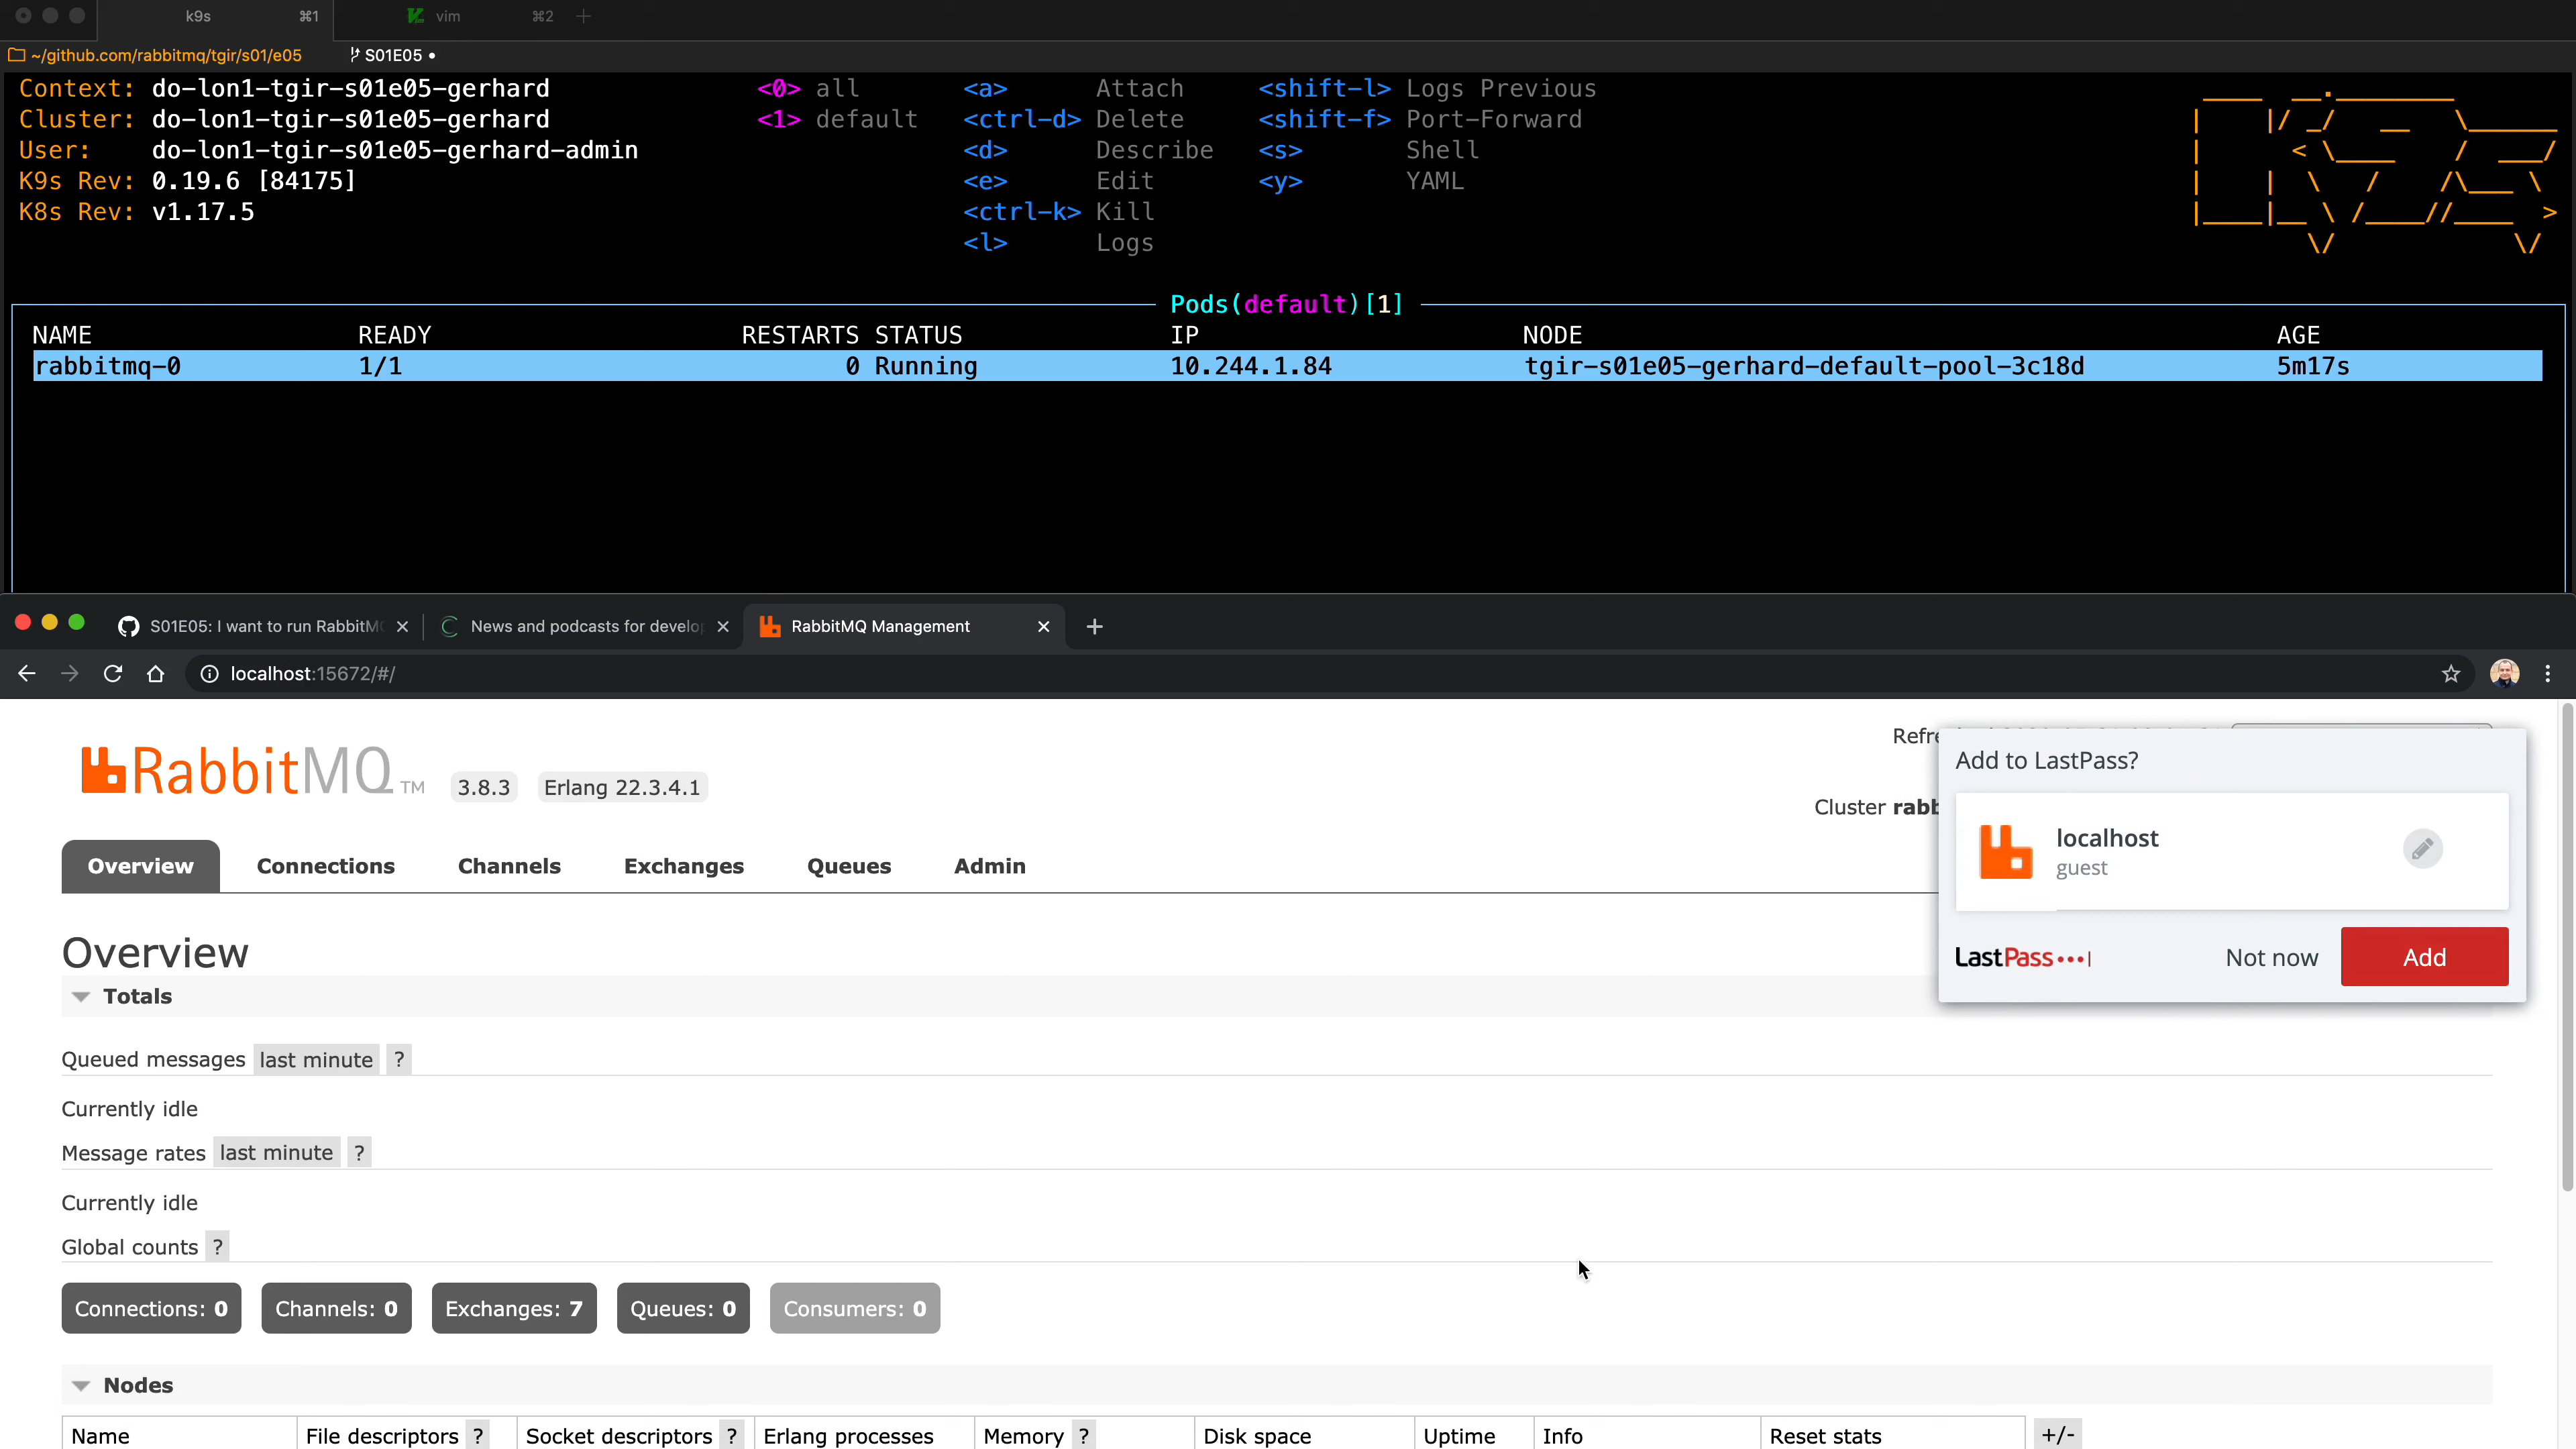 k9s ⌘1 vim ⌘2 +
~/github.com/rabbitmq/tgir/s01/e05 S01E05 •
Context: do-lon1-tgir-s01e05-gerhard <0> all <a> Attach <shift-l> Logs Previous
Cluster: do-lon1-tgir-s01e05-gerhard <1> default <ctrl-d> Delete <shift-f> Port-Forward
User: do-lon1-tgir-s01e05-gerhard-admin <d> Describe <s> Shell
K9s Rev: 0.19.6 [84175] <e> Edit <y> YAML
K8s Rev: v1.17.5 <ctrl-k> Kill
<l> Logs
Pods(default)[1]
NAME READY RESTARTS STATUS IP NODE AGE
rabbitmq-0 1/1 0 Running 10.244.1.84 tgir-s01e05-gerhard-default-pool-3c18d 5m17s
S01E05: I want to run RabbitM News and podcasts for develo RabbitMQ Management
localhost:15672/#/
RabbitMQ TM 3.8.3 Erlang 22.3.4.1
Refre
Cluster rabb
Add to LastPass?
localhost
guest
LastPass•••| Not now Add
Overview Connections Channels Exchanges Queues Admin
Overview
Totals
Queued messages last minute ?
Currently idle
Message rates last minute ?
Currently idle
Global counts ?
Connections: 0 Channels: 0 Exchanges: 7 Queues: 0 Consumers: 0
Nodes
Name File descriptors ? Socket descriptors ? Erlang processes Memory ? Disk space Uptime Info Reset stats +/-